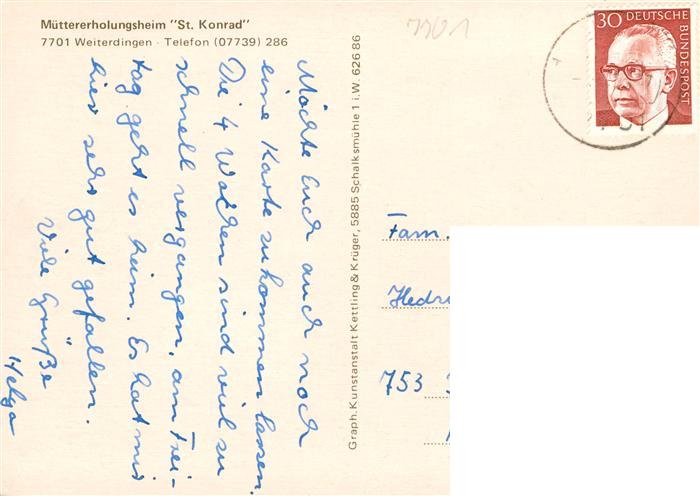 Müttererholungsheim "St. Konrad"
7701 Weiterdingen · Telefon (07739) 286
7701
30 DEUTSCHE
BUNDESPOST
Möchte Euch auch noch
eine Karte zukommen lassen.
Die 4 Wochen sind viel zu
schnell vergangen, am Frei-
tag geht es heim. Es hat mir
hier sehr gut gefallen.
Viele Grüße
Helga
Graph. Kunstanstalt Kettling & Krüger, 5885 Schalksmühle 1 i.W. 626 86
Fam.
753